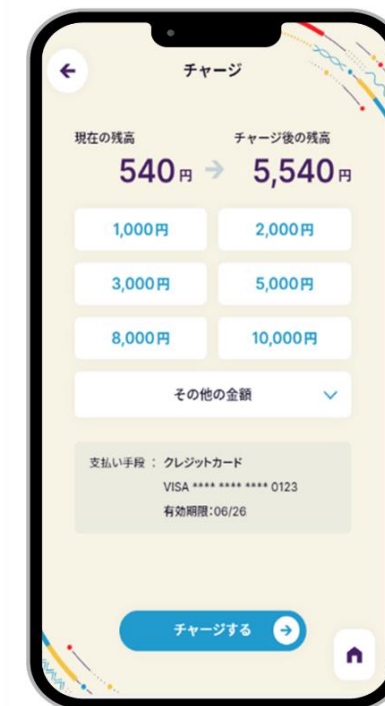 チャージ
現在の残高 チャージ後の残高
540円 → 5,540円
1,000円 2,000円
3,000円 5,000円
8,000円 10,000円
その他の金額
支払い手段 : クレジットカード
VISA **** **** **** 0123
有効期限:06/26
チャージする